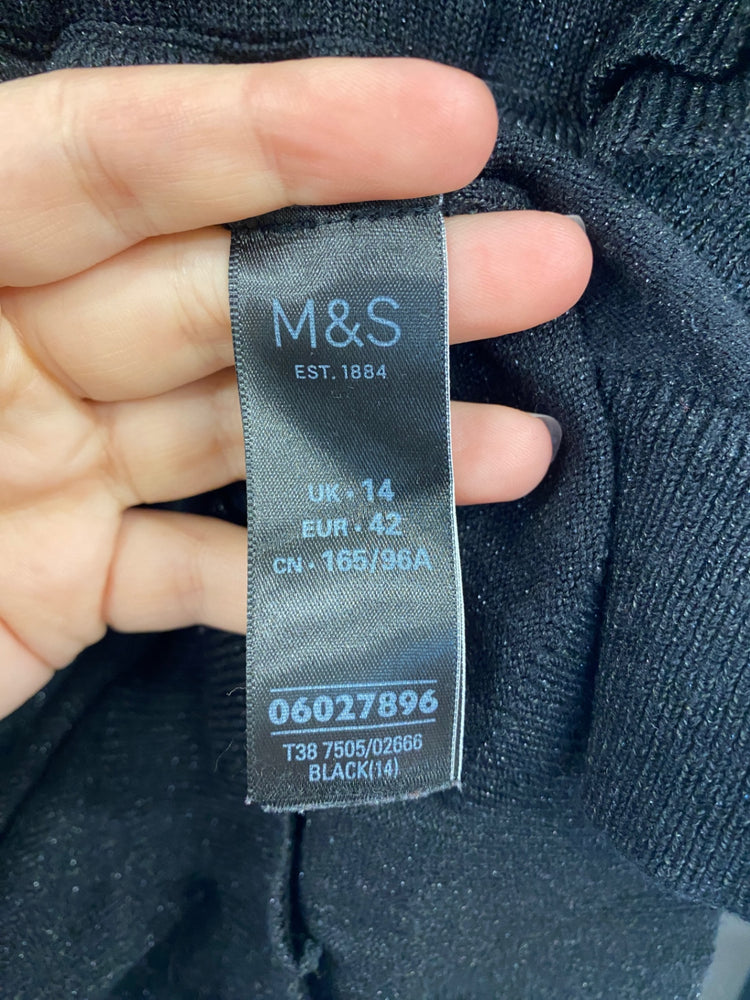 M&S
EST. 1884
UK · 14
EUR · 42
CN · 165/96A
06027896
T38 7505/02666
BLACK(14)